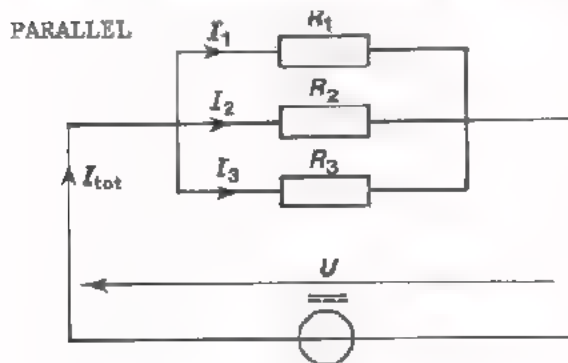 PARALLEL
I1 R1
I2 R2
I3 R3
Itot
U